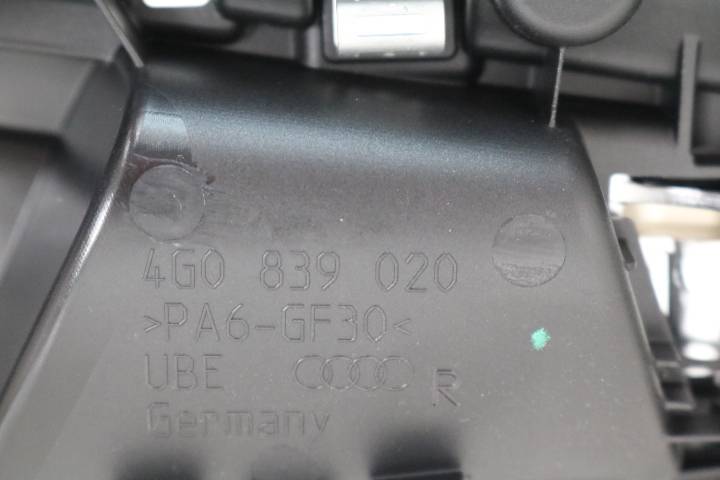 4G0 839 020
>PA6-GF30<
UBE R
Germany